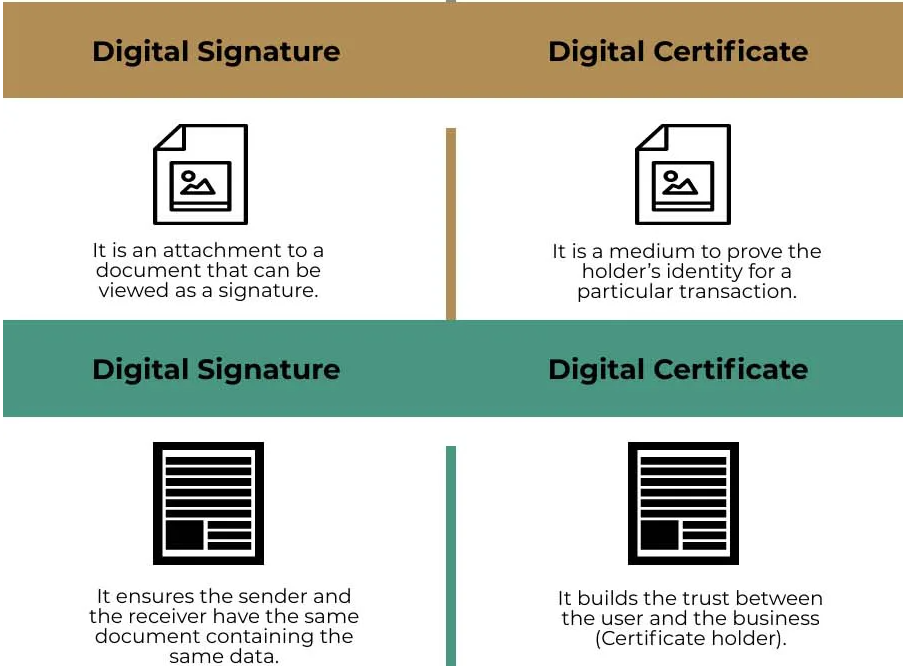 Digital Signature
Digital Certificate
It is an attachment to a
document that can be
viewed as a signature.
It is a medium to prove the
holder’s identity for a
particular transaction.
Digital Signature
Digital Certificate
It ensures the sender and
the receiver have the same
document containing the
same data.
It builds the trust between
the user and the business
(Certificate holder).